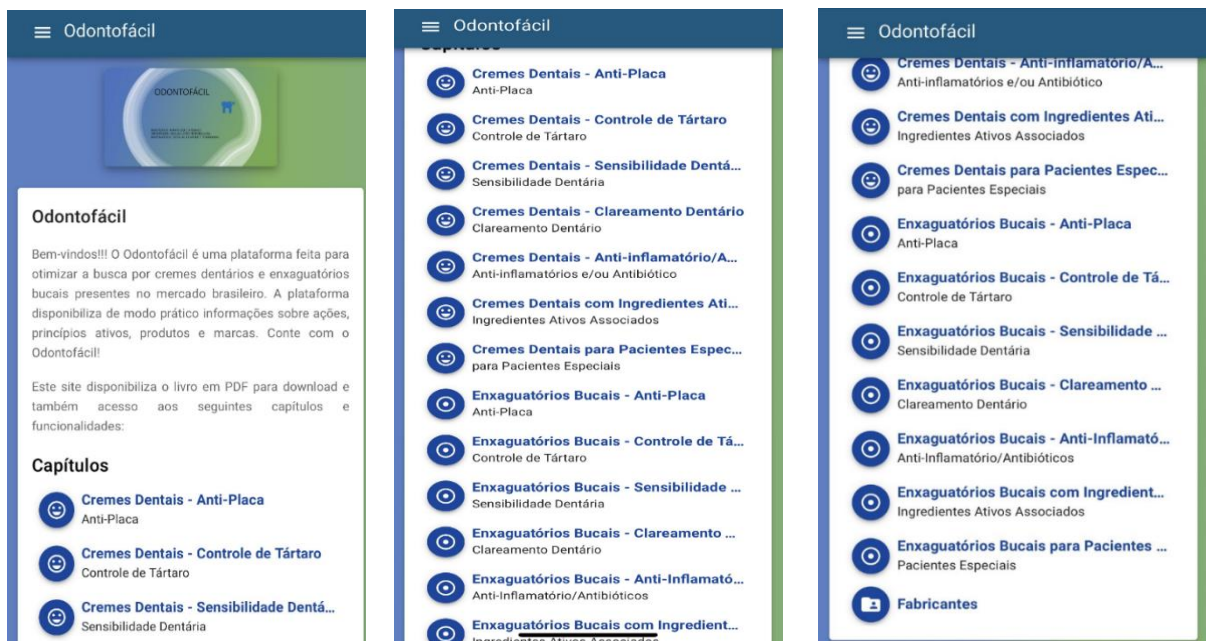 Odontofácil
ODONTOFÁCIL
Odontofácil
Bem-vindos!!! O Odontofácil é uma plataforma feita para
otimizar a busca por cremes dentários e enxaguatórios
bucais presentes no mercado brasileiro. A plataforma
disponibiliza de modo prático informações sobre ações,
princípios ativos, produtos e marcas. Conte com o
Odontofácil!
Este site disponibiliza o livro em PDF para download e
também acesso aos seguintes capítulos e
funcionalidades:
Capítulos
Cremes Dentais - Anti-Placa
Anti-Placa
Cremes Dentais - Controle de Tártaro
Controle de Tártaro
Cremes Dentais - Sensibilidade Dentá...
Sensibilidade Dentária
Odontofácil
Capítulos
Cremes Dentais - Anti-Placa
Anti-Placa
Cremes Dentais - Controle de Tártaro
Controle de Tártaro
Cremes Dentais - Sensibilidade Dentá...
Sensibilidade Dentária
Cremes Dentais - Clareamento Dentário
Clareamento Dentário
Cremes Dentais - Anti-inflamatório/A...
Anti-inflamatórios e/ou Antibiótico
Cremes Dentais com Ingredientes Ati...
Ingredientes Ativos Associados
Cremes Dentais para Pacientes Espec...
para Pacientes Especiais
Enxaguatórios Bucais - Anti-Placa
Anti-Placa
Enxaguatórios Bucais - Controle de Tá...
Controle de Tártaro
Enxaguatórios Bucais - Sensibilidade ...
Sensibilidade Dentária
Enxaguatórios Bucais - Clareamento ...
Clareamento Dentário
Enxaguatórios Bucais - Anti-Inflamató...
Anti-Inflamatório/Antibióticos
Enxaguatórios Bucais com Ingredient...
Ingredientes Ativos Associados
Odontofácil
Cremes Dentais - Anti-inflamatório/A...
Anti-inflamatórios e/ou Antibiótico
Cremes Dentais com Ingredientes Ati...
Ingredientes Ativos Associados
Cremes Dentais para Pacientes Espec...
para Pacientes Especiais
Enxaguatórios Bucais - Anti-Placa
Anti-Placa
Enxaguatórios Bucais - Controle de Tá...
Controle de Tártaro
Enxaguatórios Bucais - Sensibilidade ...
Sensibilidade Dentária
Enxaguatórios Bucais - Clareamento ...
Clareamento Dentário
Enxaguatórios Bucais - Anti-Inflamató...
Anti-Inflamatório/Antibióticos
Enxaguatórios Bucais com Ingredient...
Ingredientes Ativos Associados
Enxaguatórios Bucais para Pacientes ...
Pacientes Especiais
Fabricantes